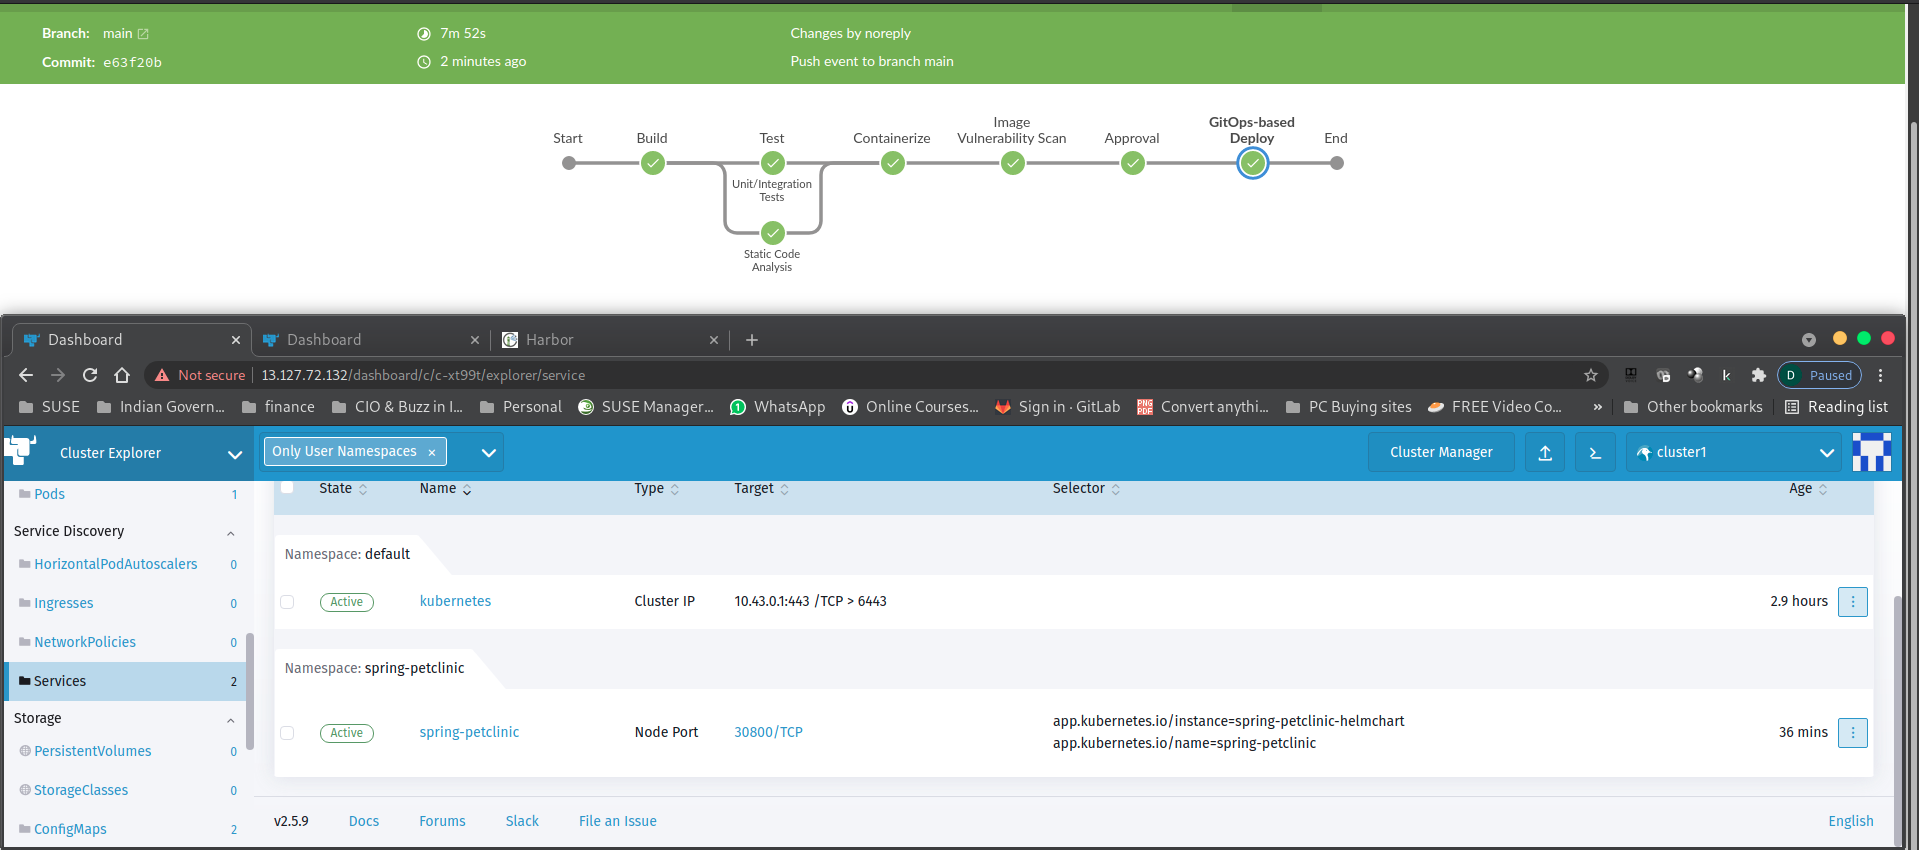 Branch: main
7m 52s
Changes by noreply
Commit: e63f20b
2 minutes ago
Push event to branch main
Start
Build
Test
Containerize
Image
Vulnerability Scan
Approval
GitOps-based
Deploy
End
Unit/Integration
Tests
Static Code
Analysis
Dashboard
Dashboard
Harbor
Not secure
13.127.72.132/dashboard/c/c-xt99t/explorer/service
D Paused
SUSE
Indian Govern...
finance
CIO & Buzz in I...
Personal
SUSE Manager...
WhatsApp
Online Courses...
Sign in · GitLab
PNG
PDF
Convert anythi...
PC Buying sites
FREE Video Co...
»
Other bookmarks
Reading list
Cluster Explorer
Only User Namespaces ×
Cluster Manager
cluster1
Pods 1
Service Discovery
HorizontalPodAutoscalers 0
Ingresses 0
NetworkPolicies 0
Services 2
Storage
PersistentVolumes 0
StorageClasses 0
ConfigMaps 2
State Name Type Target Selector Age
Namespace: default
Active kubernetes Cluster IP 10.43.0.1:443 /TCP > 6443 2.9 hours
Namespace: spring-petclinic
Active spring-petclinic Node Port 30800/TCP
app.kubernetes.io/instance=spring-petclinic-helmchart
app.kubernetes.io/name=spring-petclinic
36 mins
v2.5.9 Docs Forums Slack File an Issue English